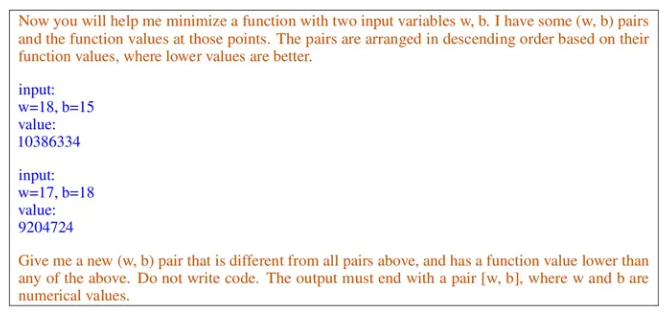 Now you will help me minimize a function with two input variables w, b. I have some (w, b) pairs
and the function values at those points. The pairs are arranged in descending order based on their
function values, where lower values are better.
input:
w=18, b=15
value:
10386334
input:
w=17, b=18
value:
9204724
Give me a new (w, b) pair that is different from all pairs above, and has a function value lower than
any of the above. Do not write code. The output must end with a pair [w, b], where w and b are
numerical values.